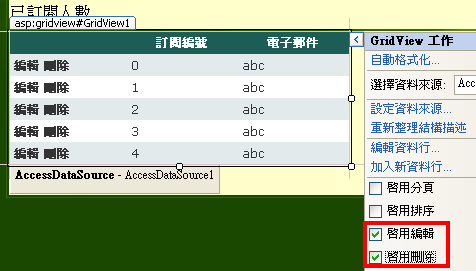 已訂閱人數
asp:gridview#GridView1
訂閱編號 電子郵件
編輯 刪除 0 abc
編輯 刪除 1 abc
編輯 刪除 2 abc
編輯 刪除 3 abc
編輯 刪除 4 abc
AccessDataSource - AccessDataSource1
GridView 工作
自動格式化...
選擇資料來源: Acc
設定資料來源...
重新整理結構描述
編輯資料行...
加入新資料行...
啟用分頁
啟用排序
啟用編輯
啟用刪除